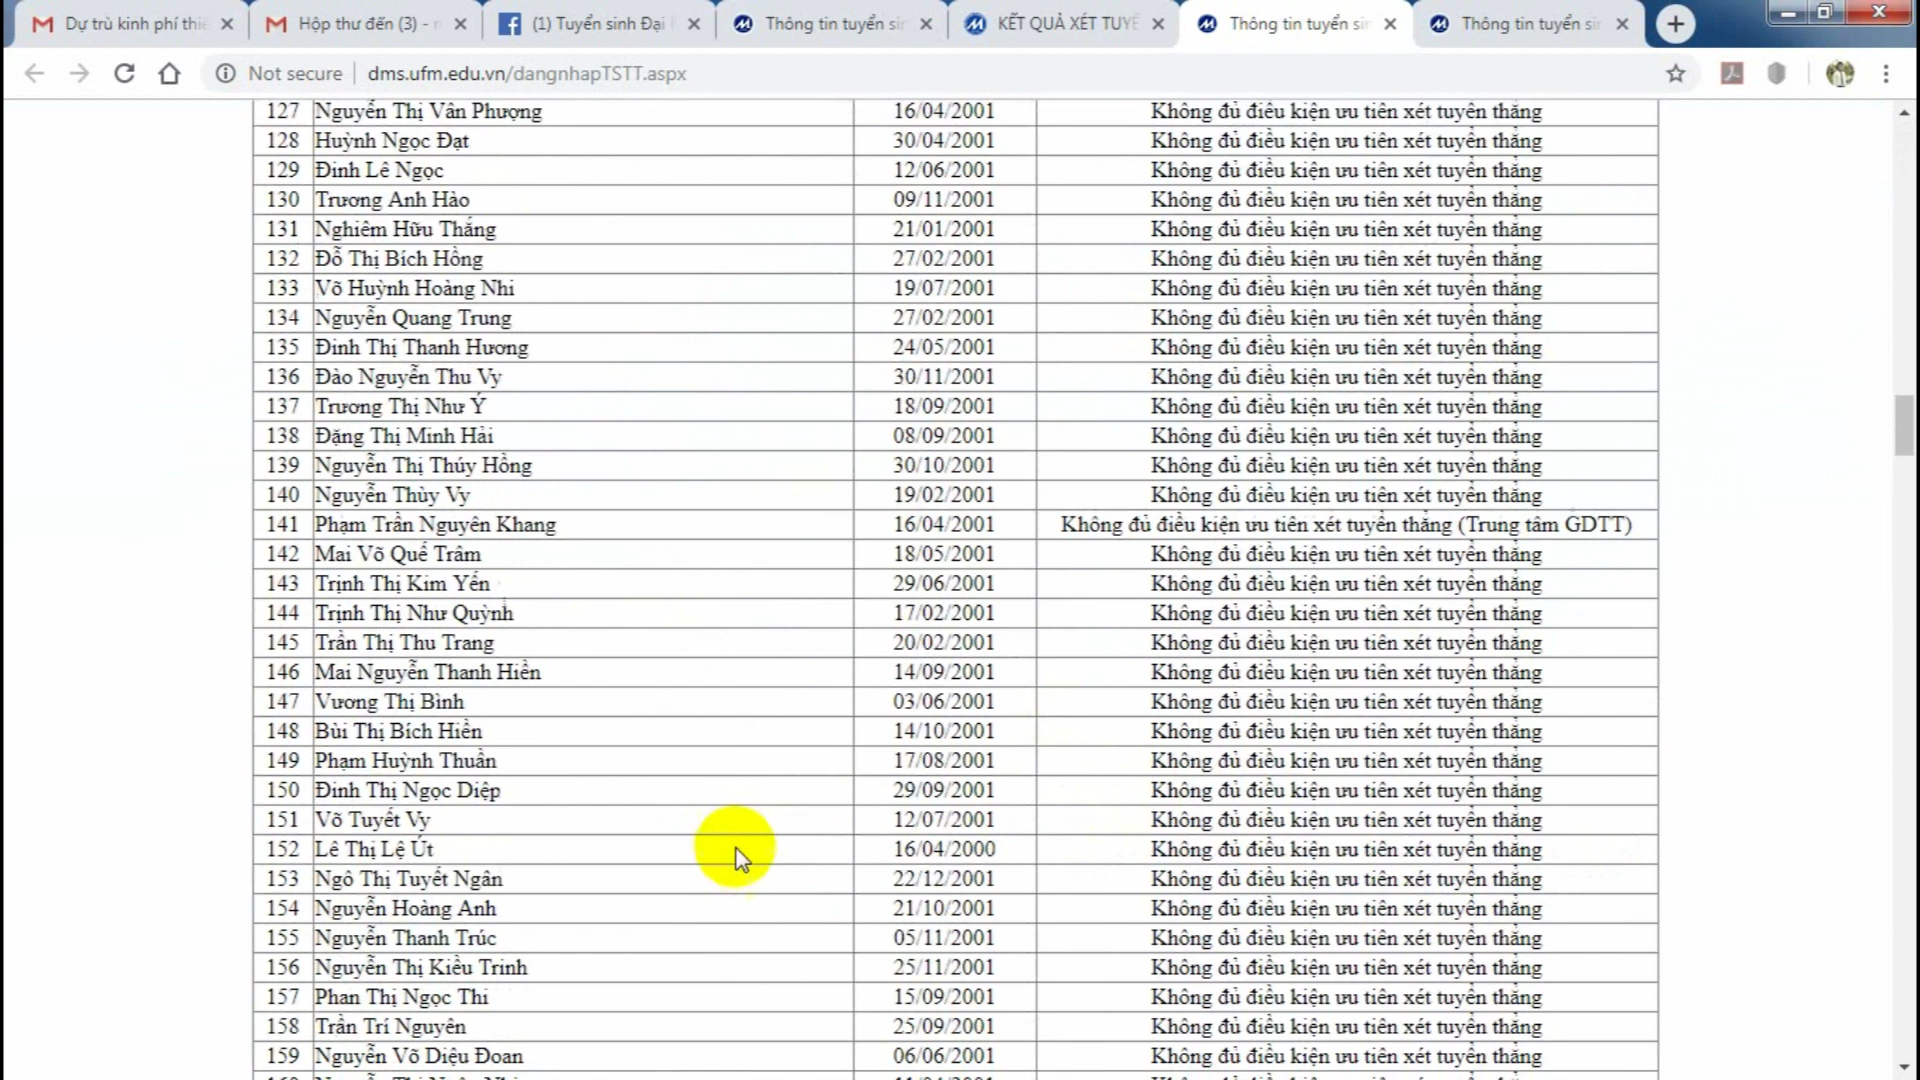 Dự trù kinh phí thi
Hộp thư đến (3) -
(1) Tuyển sinh Đại
Thông tin tuyển si
KẾT QUẢ XÉT TUYẾ
Thông tin tuyển sin
Thông tin tuyển si
Not secure
dms.ufm.edu.vn/dangnhapTSTT.aspx
127 Nguyễn Thị Vân Phượng 16/04/2001 Không đủ điều kiện ưu tiên xét tuyển thẳng
128 Huỳnh Ngọc Đạt 30/04/2001 Không đủ điều kiện ưu tiên xét tuyển thẳng
129 Đinh Lê Ngọc 12/06/2001 Không đủ điều kiện ưu tiên xét tuyển thẳng
130 Trương Anh Hào 09/11/2001 Không đủ điều kiện ưu tiên xét tuyển thẳng
131 Nghiêm Hữu Thắng 21/01/2001 Không đủ điều kiện ưu tiên xét tuyển thẳng
132 Đỗ Thị Bích Hồng 27/02/2001 Không đủ điều kiện ưu tiên xét tuyển thẳng
133 Võ Huỳnh Hoàng Nhi 19/07/2001 Không đủ điều kiện ưu tiên xét tuyển thẳng
134 Nguyễn Quang Trung 27/02/2001 Không đủ điều kiện ưu tiên xét tuyển thẳng
135 Đinh Thị Thanh Hương 24/05/2001 Không đủ điều kiện ưu tiên xét tuyển thẳng
136 Đào Nguyễn Thu Vy 30/11/2001 Không đủ điều kiện ưu tiên xét tuyển thẳng
137 Trương Thị Như Ý 18/09/2001 Không đủ điều kiện ưu tiên xét tuyển thẳng
138 Đặng Thị Minh Hải 08/09/2001 Không đủ điều kiện ưu tiên xét tuyển thẳng
139 Nguyễn Thị Thúy Hồng 30/10/2001 Không đủ điều kiện ưu tiên xét tuyển thẳng
140 Nguyễn Thùy Vy 19/02/2001 Không đủ điều kiện ưu tiên xét tuyển thẳng
141 Phạm Trần Nguyên Khang 16/04/2001 Không đủ điều kiện ưu tiên xét tuyển thẳng (Trung tâm GDTT)
142 Mai Võ Quế Trâm 18/05/2001 Không đủ điều kiện ưu tiên xét tuyển thẳng
143 Trịnh Thị Kim Yến 29/06/2001 Không đủ điều kiện ưu tiên xét tuyển thẳng
144 Trịnh Thị Như Quỳnh 17/02/2001 Không đủ điều kiện ưu tiên xét tuyển thẳng
145 Trần Thị Thu Trang 20/02/2001 Không đủ điều kiện ưu tiên xét tuyển thẳng
146 Mai Nguyễn Thanh Hiền 14/09/2001 Không đủ điều kiện ưu tiên xét tuyển thẳng
147 Vương Thị Bình 03/06/2001 Không đủ điều kiện ưu tiên xét tuyển thẳng
148 Bùi Thị Bích Hiền 14/10/2001 Không đủ điều kiện ưu tiên xét tuyển thẳng
149 Phạm Huỳnh Thuần 17/08/2001 Không đủ điều kiện ưu tiên xét tuyển thẳng
150 Đinh Thị Ngọc Diệp 29/09/2001 Không đủ điều kiện ưu tiên xét tuyển thẳng
151 Võ Tuyết Vy 12/07/2001 Không đủ điều kiện ưu tiên xét tuyển thẳng
152 Lê Thị Lệ Út 16/04/2000 Không đủ điều kiện ưu tiên xét tuyển thẳng
153 Ngô Thị Tuyết Ngân 22/12/2001 Không đủ điều kiện ưu tiên xét tuyển thẳng
154 Nguyễn Hoàng Anh 21/10/2001 Không đủ điều kiện ưu tiên xét tuyển thẳng
155 Nguyễn Thanh Trúc 05/11/2001 Không đủ điều kiện ưu tiên xét tuyển thẳng
156 Nguyễn Thị Kiều Trinh 25/11/2001 Không đủ điều kiện ưu tiên xét tuyển thẳng
157 Phan Thị Ngọc Thi 15/09/2001 Không đủ điều kiện ưu tiên xét tuyển thẳng
158 Trần Trí Nguyên 25/09/2001 Không đủ điều kiện ưu tiên xét tuyển thẳng
159 Nguyễn Võ Diệu Đoan 06/06/2001 Không đủ điều kiện ưu tiên xét tuyển thẳng